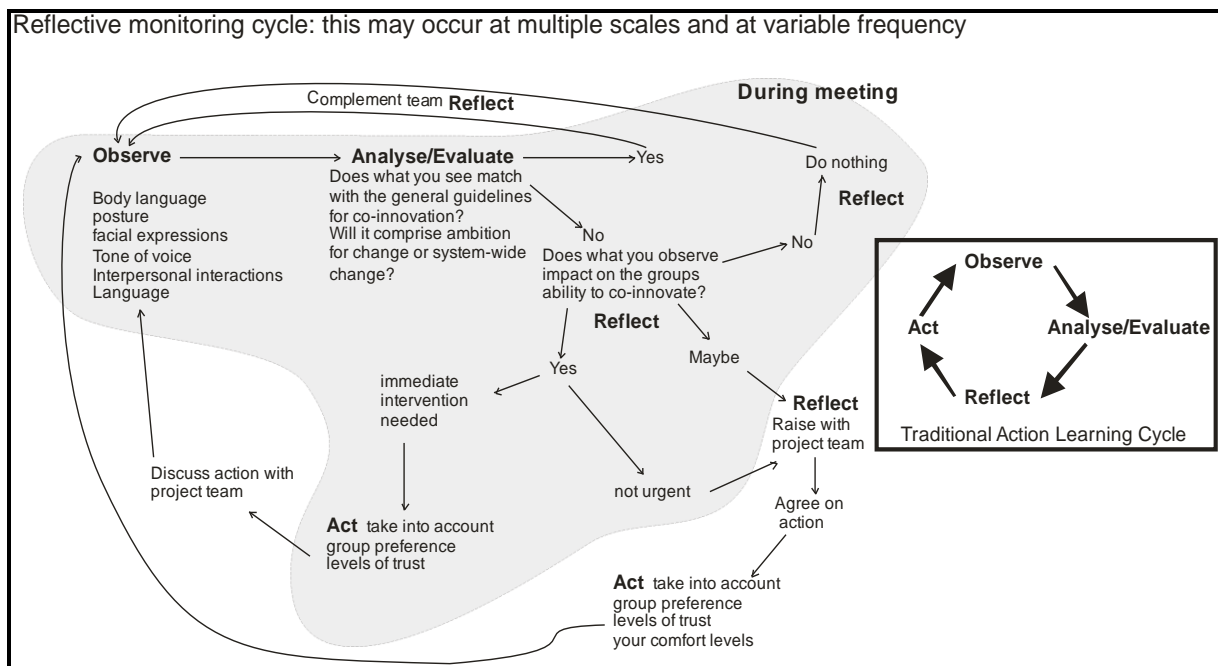 Reflective monitoring cycle: this may occur at multiple scales and at variable frequency
During meeting
Complement team Reflect
Observe
Body language
posture
facial expressions
Tone of voice
Interpersonal interactions
Language
Analyse/Evaluate
Does what you see match
with the general guidelines
for co-innovation?
Will it comprise ambition
for change or system-wide
change?
Yes
Do nothing
Reflect
No
No
Does what you observe
impact on the groups
ability to co-innovate?
Reflect
Yes
Maybe
immediate
intervention
needed
Reflect
Raise with
project team
not urgent
Discuss action with
project team
Agree on
action
Act take into account
group preference
levels of trust
Act take into account
group preference
levels of trust
your comfort levels
Observe
Act
Analyse/Evaluate
Reflect
Traditional Action Learning Cycle